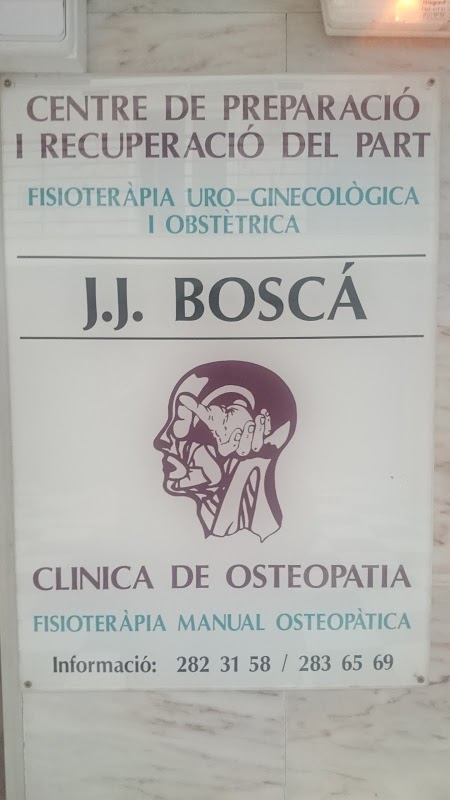 CENTRE DE PREPARACIÓ
I RECUPERACIÓ DEL PART
FISIOTERÀPIA URO-GINECOLÒGICA
I OBSTÈTRICA
J.J. BOSCÁ
CLINICA DE OSTEOPATIA
FISIOTERÀPIA MANUAL OSTEOPÀTICA
Informació: 282 31 58 / 283 65 69